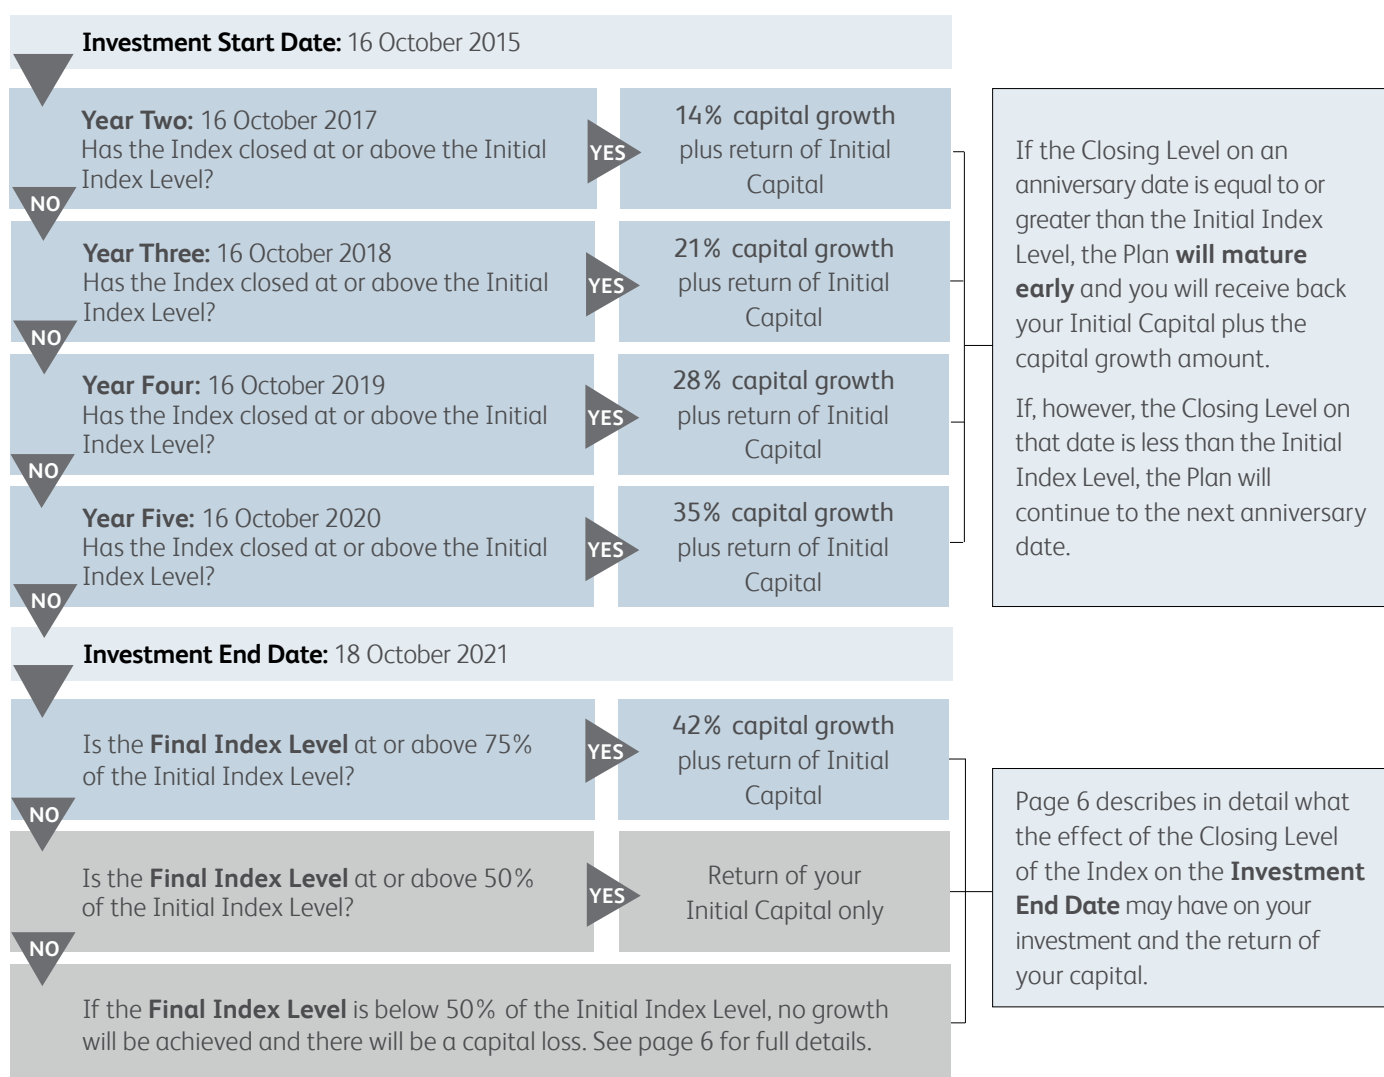 Investment Start Date: 16 October 2015
Year Two: 16 October 2017
Has the Index closed at or above the Initial
Index Level?
YES
14% capital growth
plus return of Initial
Capital
NO
Year Three: 16 October 2018
Has the Index closed at or above the Initial
Index Level?
YES
21% capital growth
plus return of Initial
Capital
NO
Year Four: 16 October 2019
Has the Index closed at or above the Initial
Index Level?
YES
28% capital growth
plus return of Initial
Capital
NO
Year Five: 16 October 2020
Has the Index closed at or above the Initial
Index Level?
YES
35% capital growth
plus return of Initial
Capital
NO
If the Closing Level on an
anniversary date is equal to or
greater than the Initial Index
Level, the Plan will mature
early and you will receive back
your Initial Capital plus the
capital growth amount.
If, however, the Closing Level on
that date is less than the Initial
Index Level, the Plan will
continue to the next anniversary
date.
Investment End Date: 18 October 2021
Is the Final Index Level at or above 75%
of the Initial Index Level?
YES
42% capital growth
plus return of Initial
Capital
NO
Is the Final Index Level at or above 50%
of the Initial Index Level?
YES
Return of your
Initial Capital only
NO
If the Final Index Level is below 50% of the Initial Index Level, no growth
will be achieved and there will be a capital loss. See page 6 for full details.
Page 6 describes in detail what
the effect of the Closing Level
of the Index on the Investment
End Date may have on your
investment and the return of
your capital.